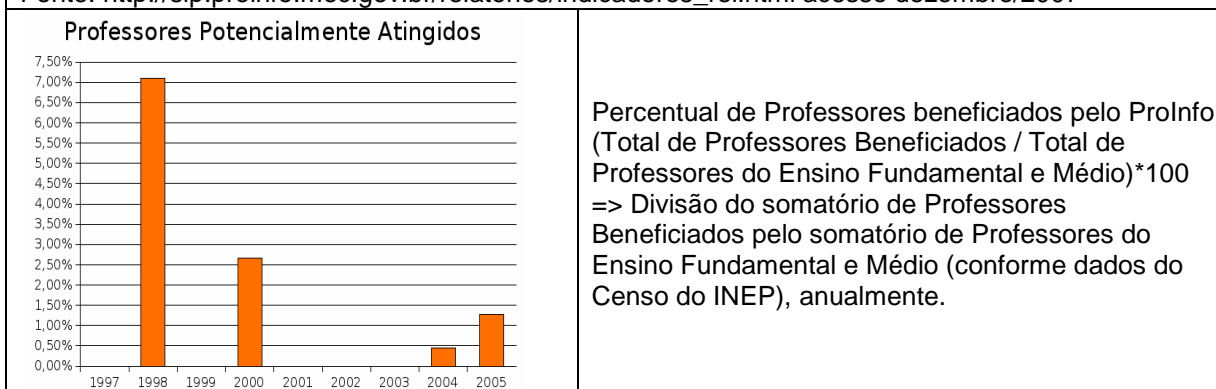 Professores Potencialmente Atingidos
7,50%
7,00%
6,50%
6,00%
5,50%
5,00%
4,50%
4,00%
3,50%
3,00%
2,50%
2,00%
1,50%
1,00%
0,50%
0,00%
1997 1998 1999 2000 2001 2002 2003 2004 2005
Percentual de Professores beneficiados pelo ProInfo
(Total de Professores Beneficiados / Total de
Professores do Ensino Fundamental e Médio)*100
=> Divisão do somatório de Professores
Beneficiados pelo somatório de Professores do
Ensino Fundamental e Médio (conforme dados do
Censo do INEP), anualmente.